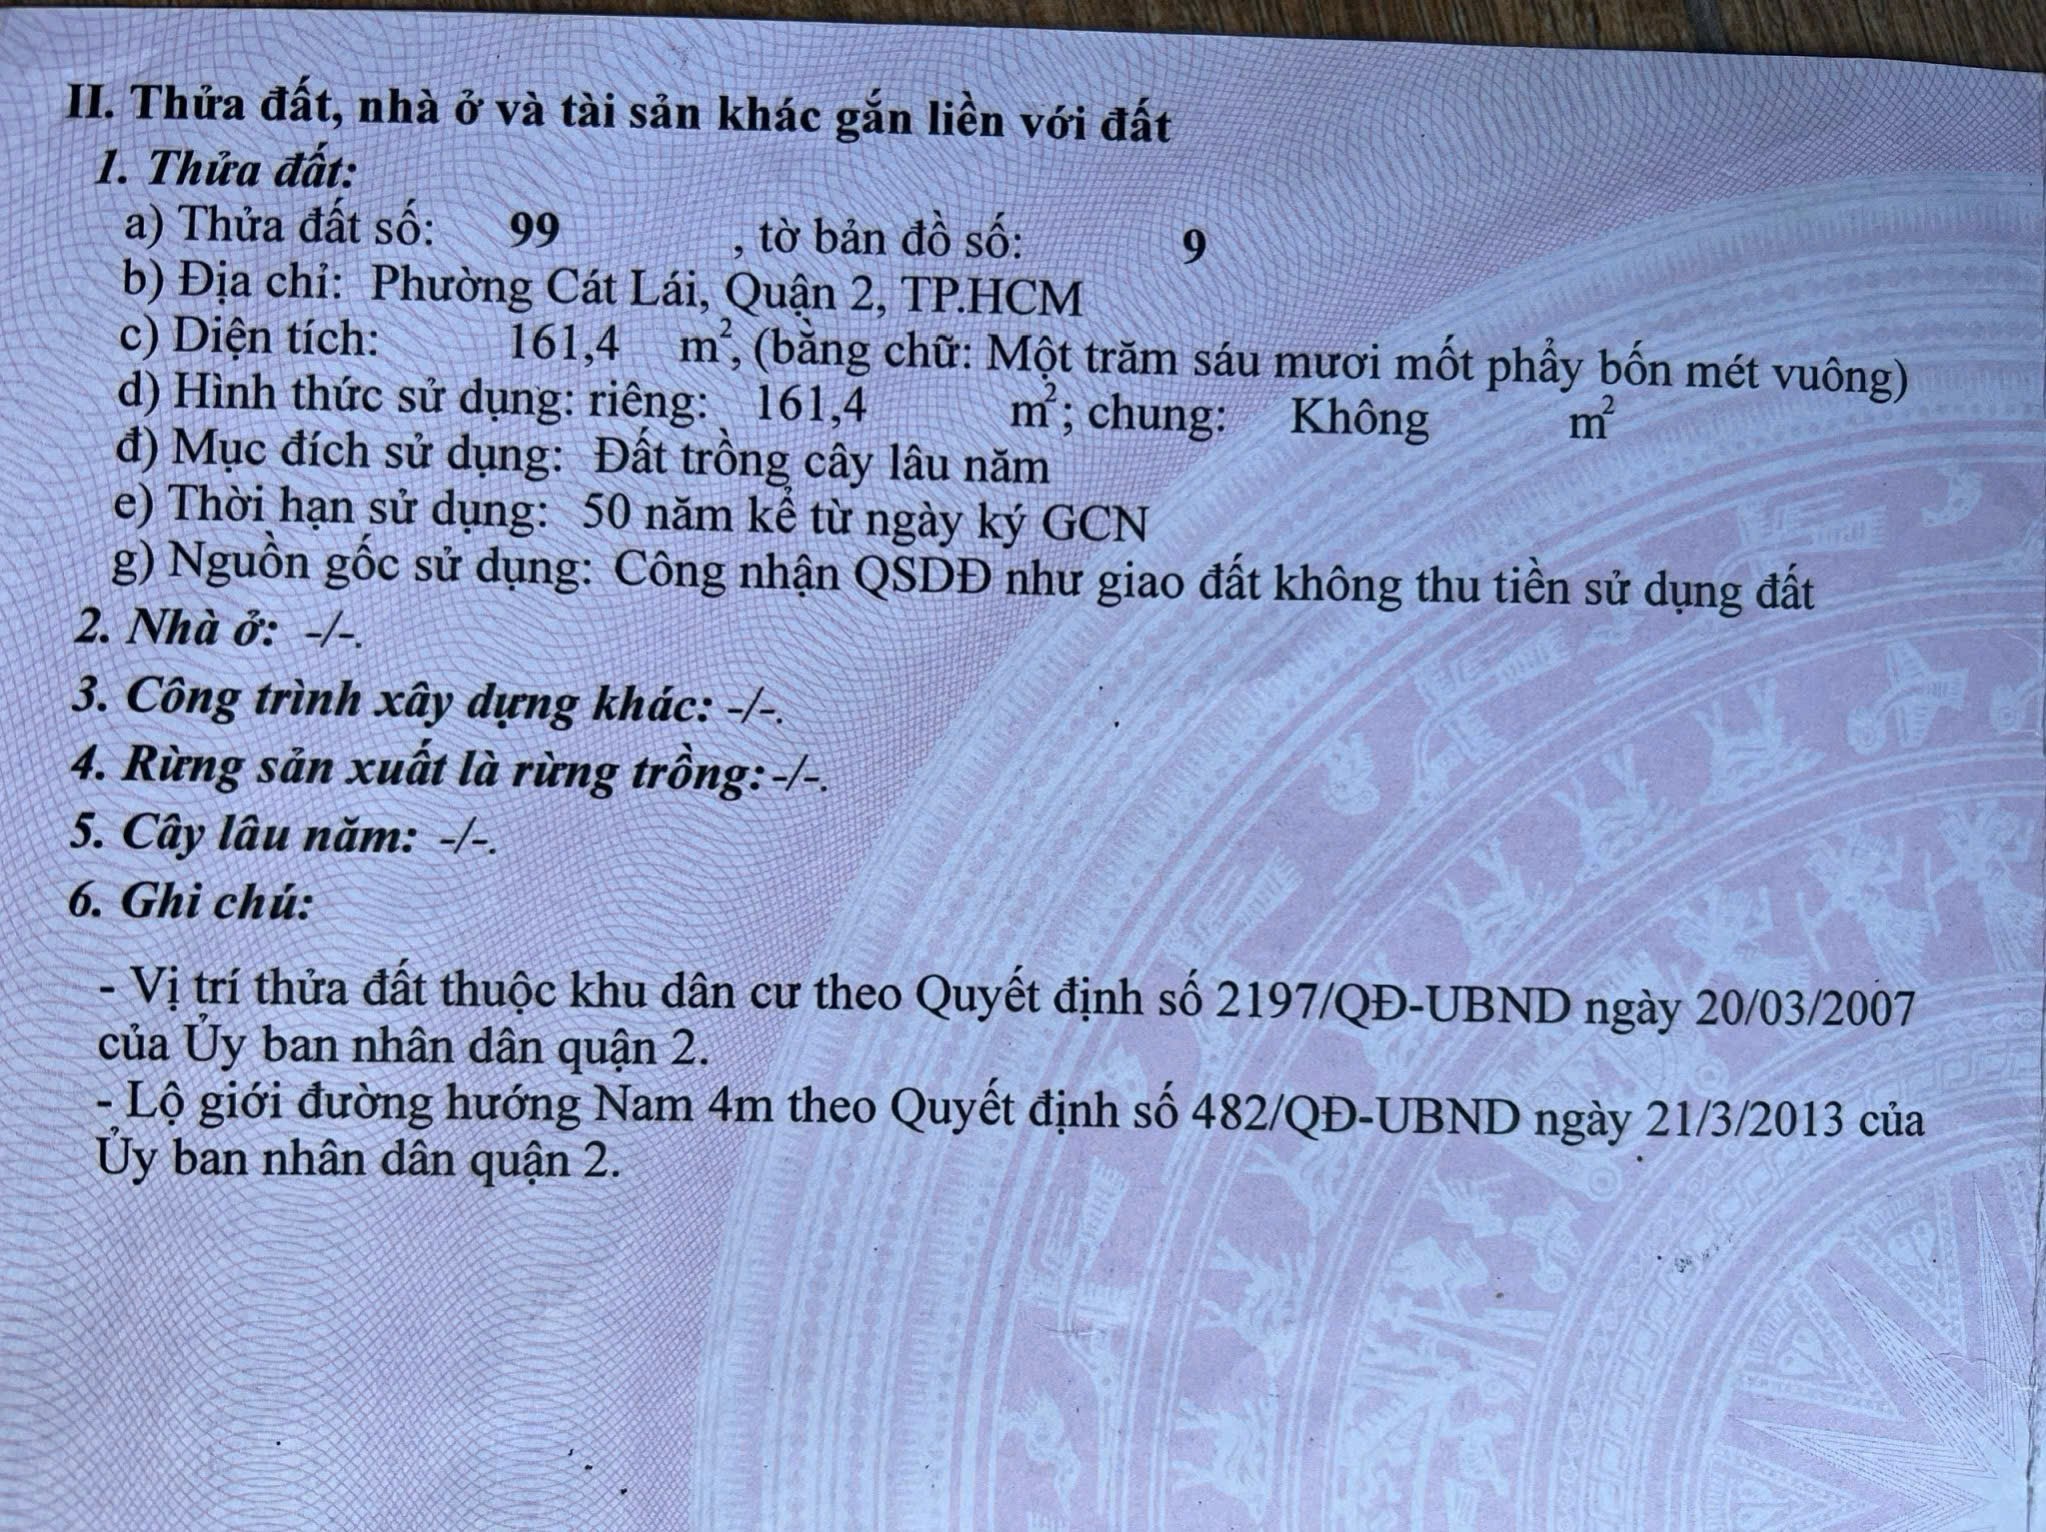 II. Thửa đất, nhà ở và tài sản khác gắn liền với đất
1. Thửa đất:
a) Thửa đất số: 99 , tờ bản đồ số: 9
b) Địa chỉ: Phường Cát Lái, Quận 2, TP.HCM
c) Diện tích: 161,4 m², (bằng chữ: Một trăm sáu mươi mốt phẩy bốn mét vuông)
d) Hình thức sử dụng: riêng: 161,4 m²; chung: Không m²
đ) Mục đích sử dụng: Đất trồng cây lâu năm
e) Thời hạn sử dụng: 50 năm kể từ ngày ký GCN
g) Nguồn gốc sử dụng: Công nhận QSDĐ như giao đất không thu tiền sử dụng đất
2. Nhà ở: -/-.
3. Công trình xây dựng khác: -/-.
4. Rừng sản xuất là rừng trồng: -/-.
5. Cây lâu năm: -/-.
6. Ghi chú:
- Vị trí thửa đất thuộc khu dân cư theo Quyết định số 2197/QĐ-UBND ngày 20/03/2007
của Ủy ban nhân dân quận 2.
- Lộ giới đường hướng Nam 4m theo Quyết định số 482/QĐ-UBND ngày 21/3/2013 của
Ủy ban nhân dân quận 2.